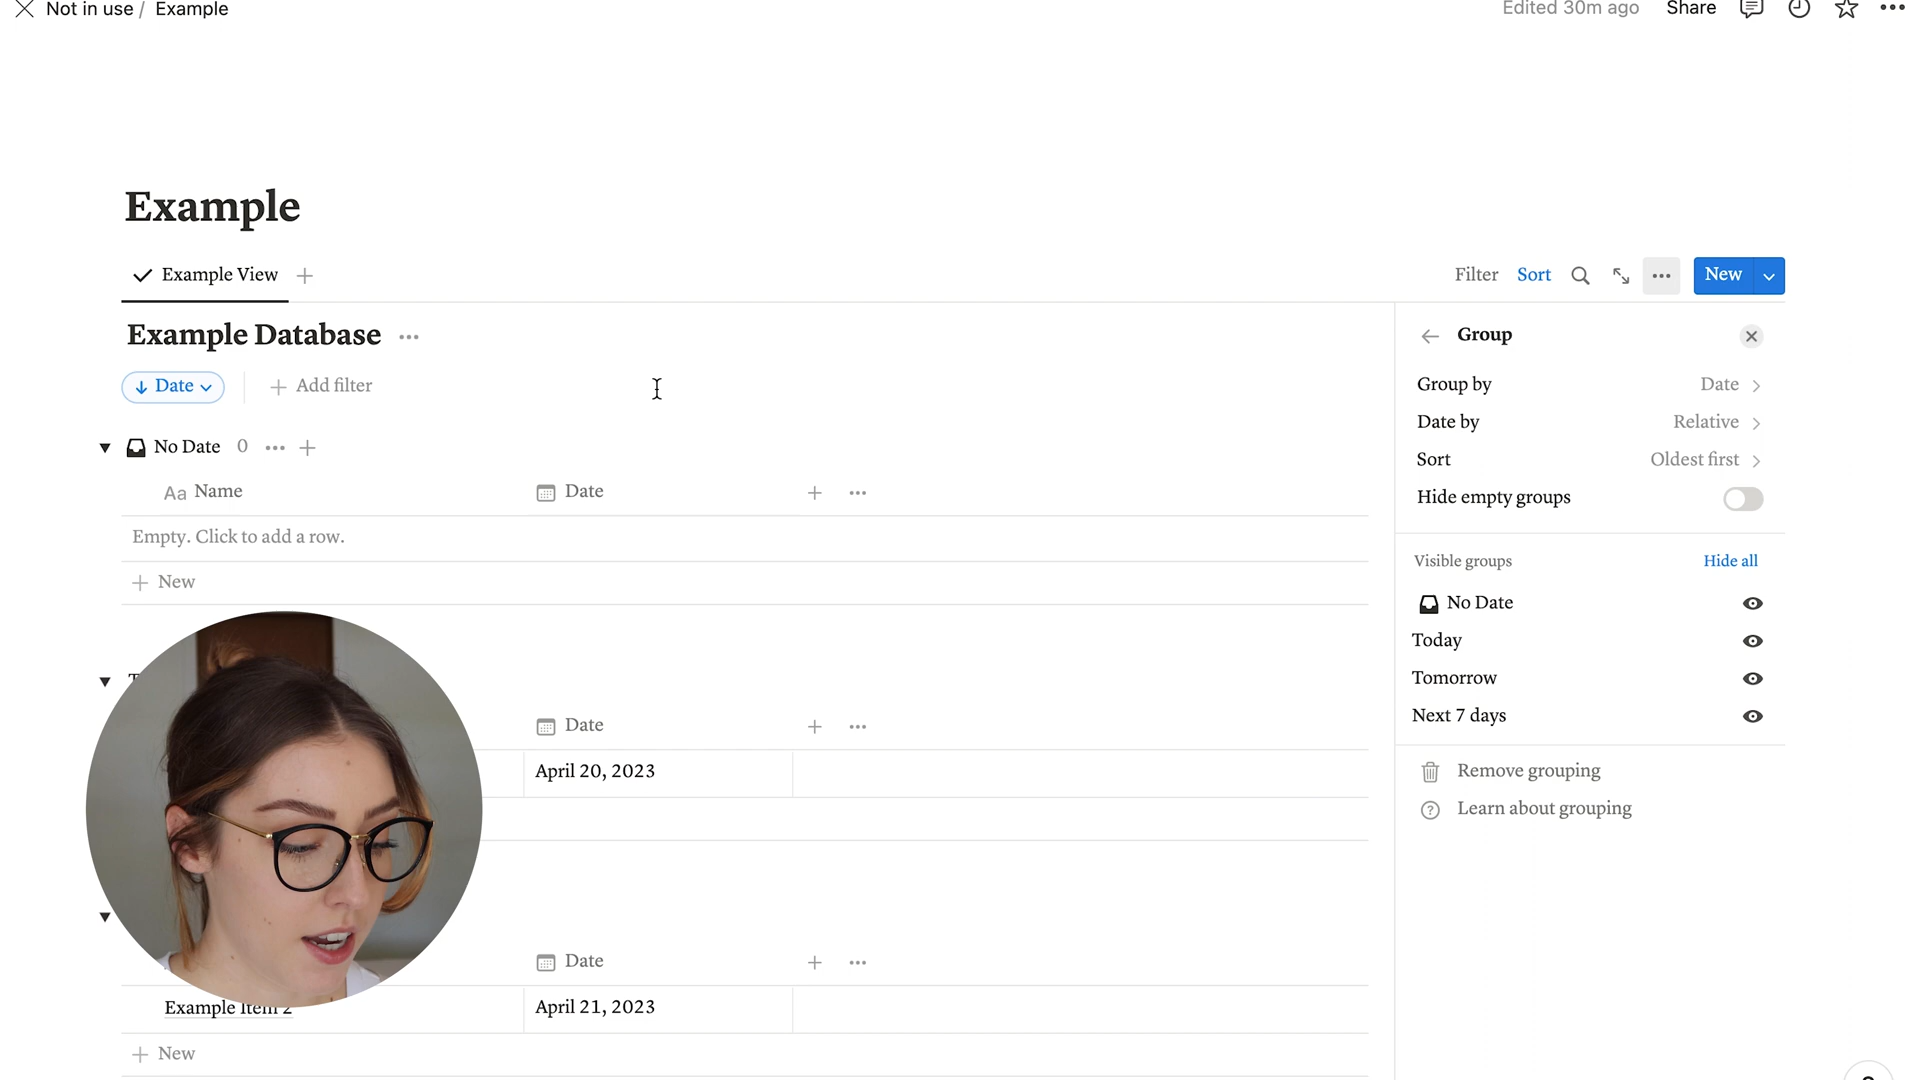 Not in use / Example
Edited 30m ago Share
Example
Example View
Filter Sort New
Example Database
Date Add filter
No Date 0
Aa Name Date
Empty. Click to add a row.
New
Date
April 20, 2023
Date
Example Item 2 April 21, 2023
New
Group
Group by Date
Date by Relative
Sort Oldest first
Hide empty groups
Visible groups Hide all
No Date
Today
Tomorrow
Next 7 days
Remove grouping
Learn about grouping